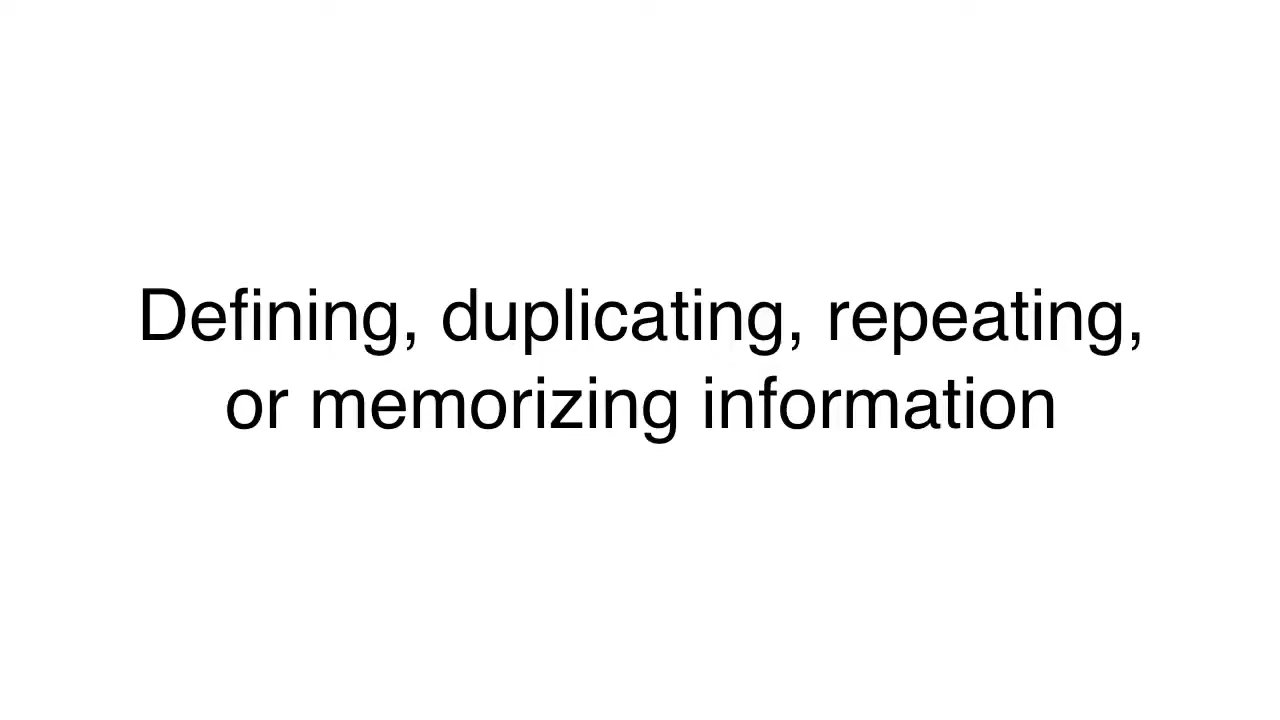 Defining, duplicating, repeating,
or memorizing information